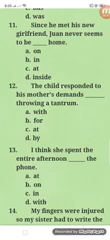 d. was
11. Since he met his new
girlfriend, Juan never seems
to be ____ home.
a. on
b. in
c. at
d. inside
12. The child responded to
his mother's demands ____
throwing a tantrum.
a. with
b. for
c. at
d. by
13. I think she spent the
entire afternoon ____ the
phone.
a. at
b. on
c. in
d. with
14. My fingers were injured
so my sister had to write the